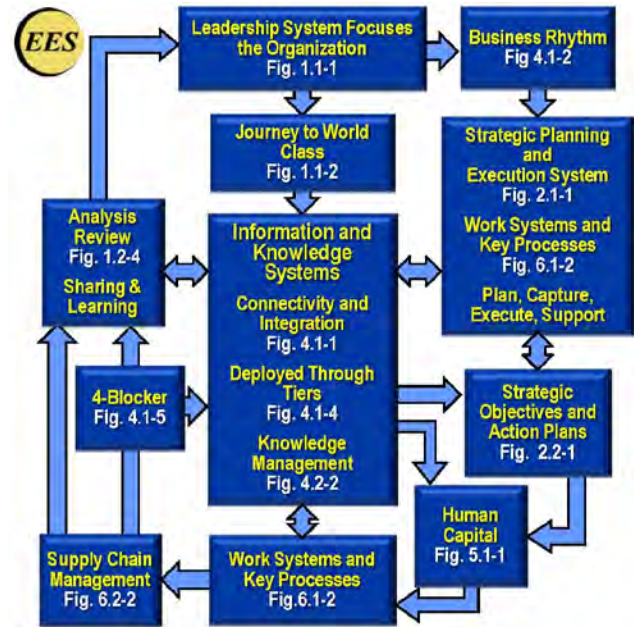 EES
Leadership System Focuses
the Organization
Fig. 1.1-1
Business Rhythm
Fig 4.1-2
Journey to World
Class
Fig. 1.1-2
Strategic Planning
and
Execution System
Fig. 2.1-1
Work Systems and
Key Processes
Fig. 6.1-2
Plan, Capture,
Execute, Support
Analysis
Review
Fig. 1.2-4
Sharing &
Learning
Information and
Knowledge
Systems
Connectivity and
Integration
Fig. 4.1-1
Deployed Through
Tiers
Fig. 4.1-4
Knowledge
Management
Fig. 4.2-2
4-Blocker
Fig. 4.1-5
Strategic
Objectives and
Action Plans
Fig. 2.2-1
Human
Capital
Fig. 5.1-1
Supply Chain
Management
Fig. 6.2-2
Work Systems and
Key Processes
Fig.6.1-2